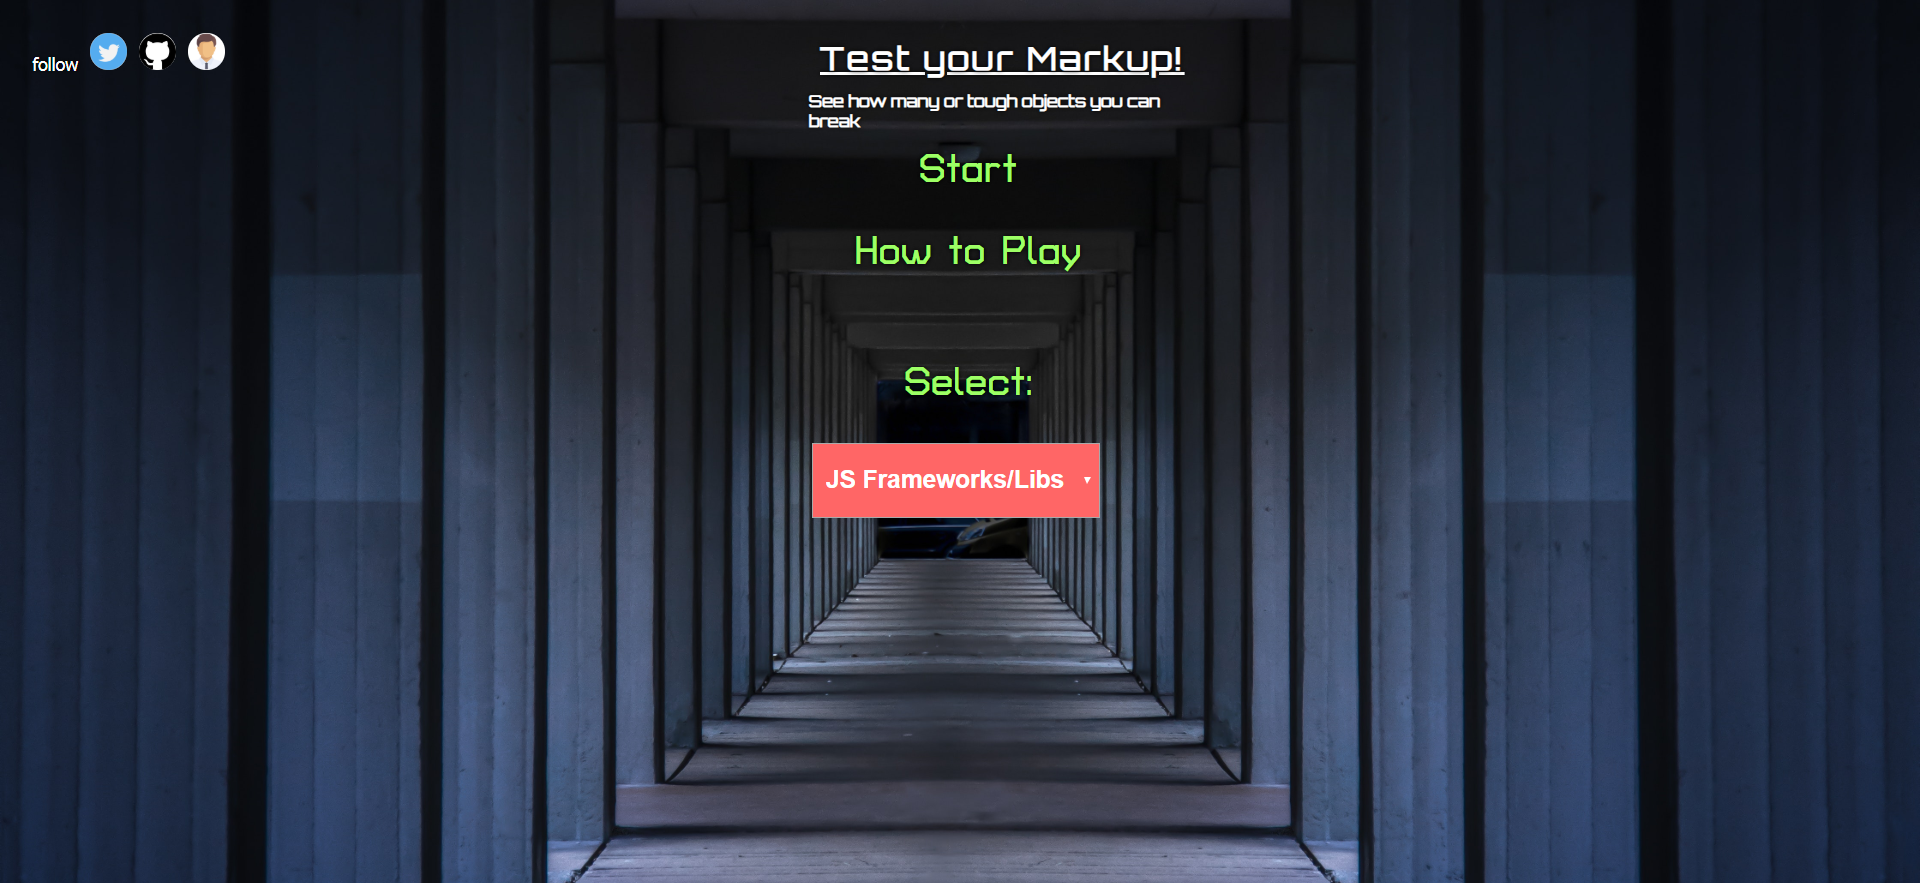 follow
Test your Markup!
See how many or tough objects you can
break
Start
How to Play
Select:
JS Frameworks/Libs